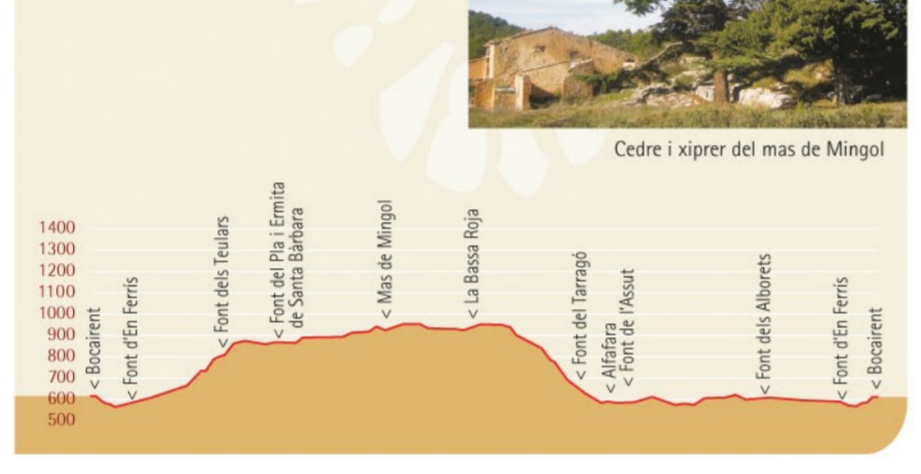 Cedre i xiprer del mas de Mingol
1400
1300
1200
1100
1000
900
800
700
600
500
< Bocairent
< Font d'En Ferris
< Font dels Teulars
< Font del Pla i Ermita
de Santa Bàrbara
< Mas de Mingol
< La Bassa Roja
< Font del Tarragó
< Alfafara
< Font de l'Assut
< Font dels Alborets
< Font d'En Ferris
< Bocairent